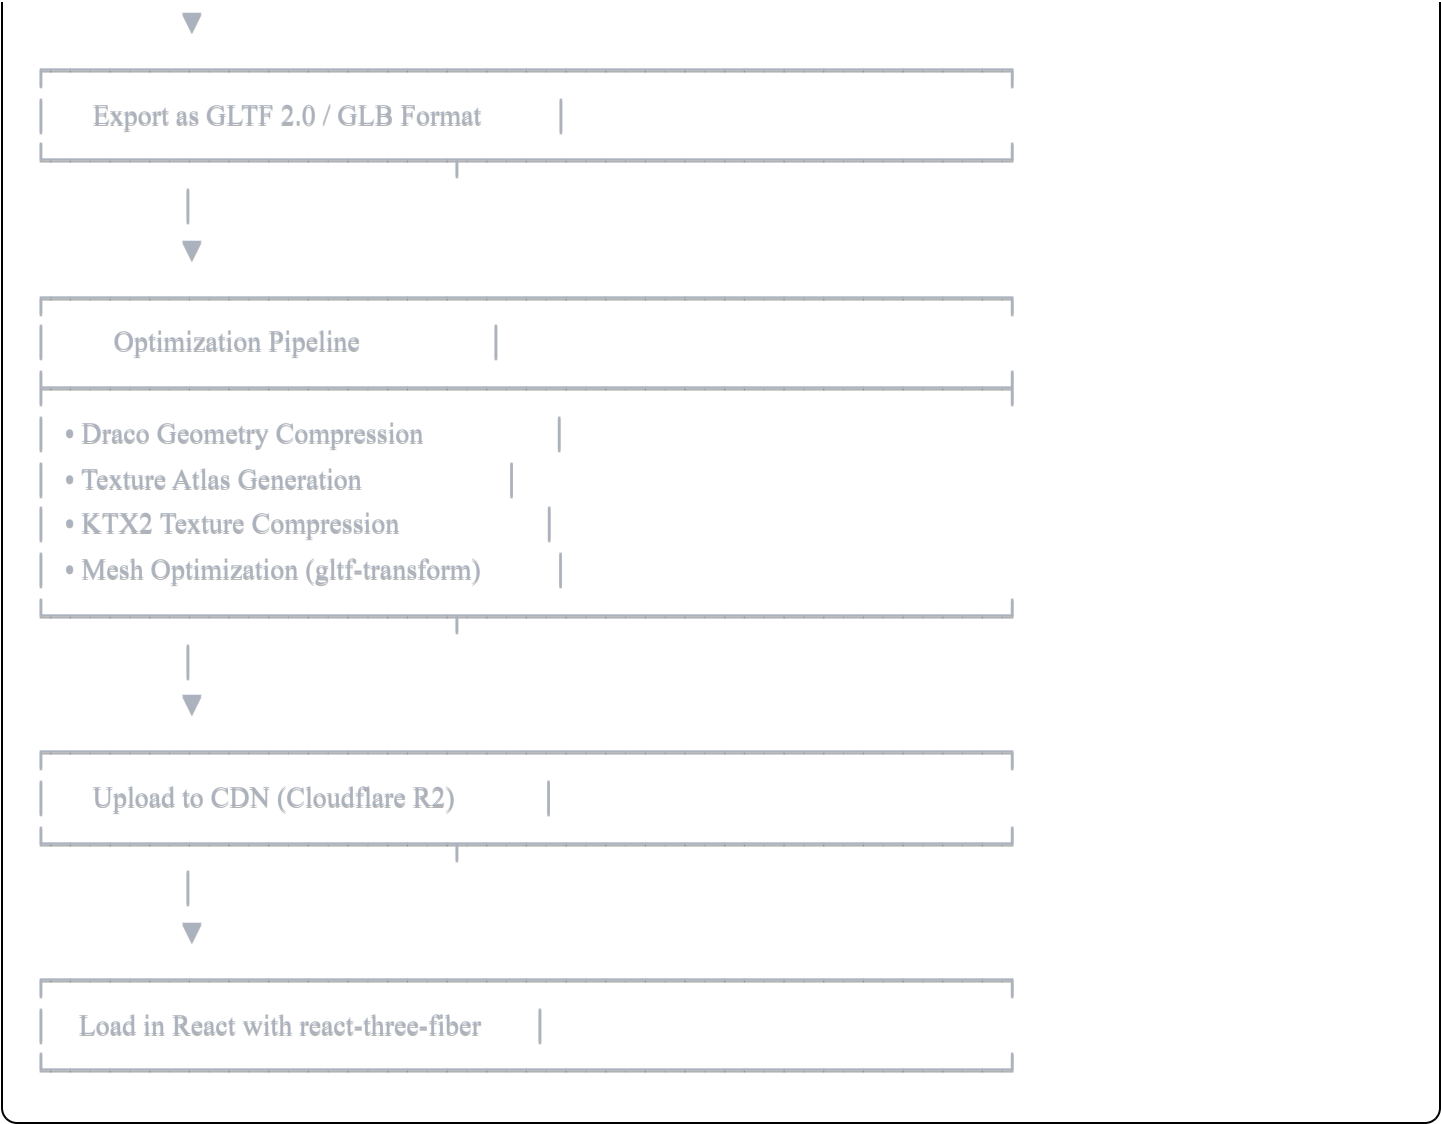 Export as GLTF 2.0 / GLB Format
Optimization Pipeline
• Draco Geometry Compression
• Texture Atlas Generation
• KTX2 Texture Compression
• Mesh Optimization (gltf-transform)
Upload to CDN (Cloudflare R2)
Load in React with react-three-fiber